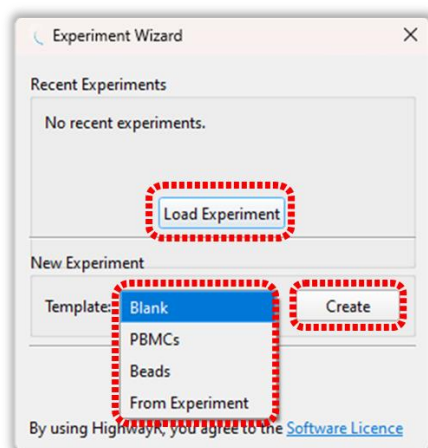 Experiment Wizard
Recent Experiments
No recent experiments.
Load Experiment
New Experiment
Template: Blank Create
PBMCs
Beads
From Experiment
By using HighwayR, you agree to the Software Licence